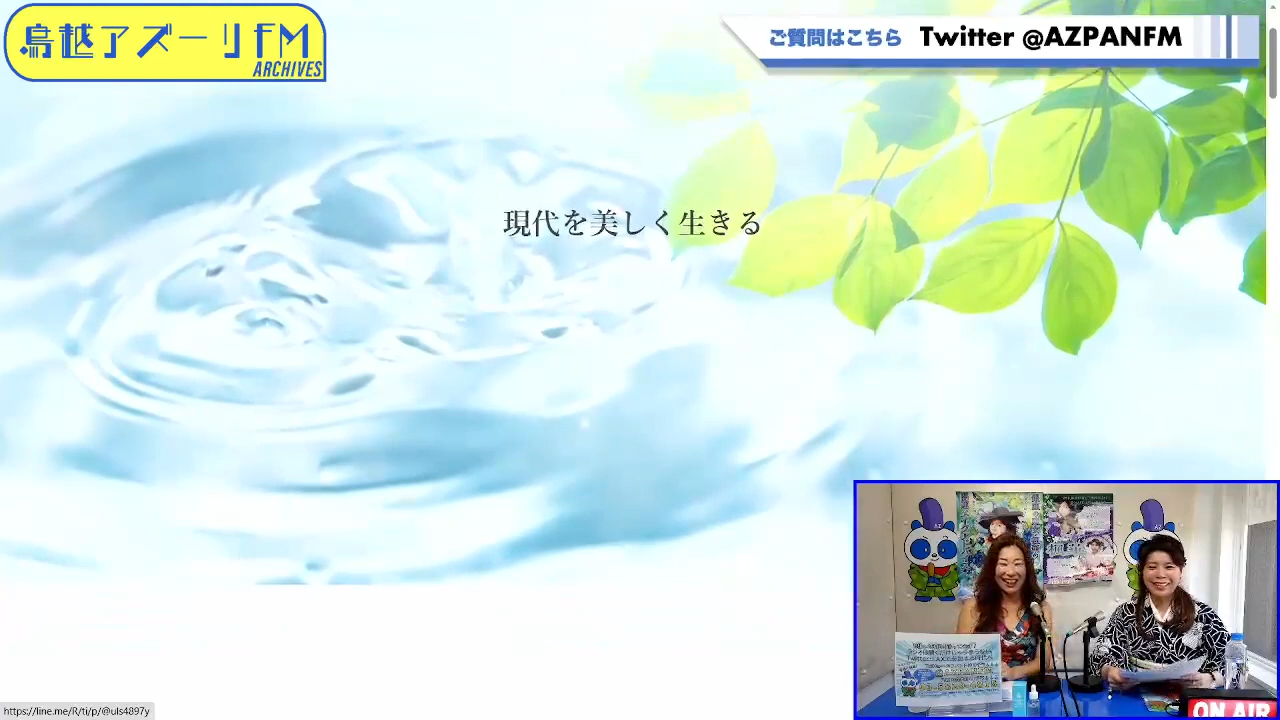 鳥越アズーリFM
ARCHIVES
ご質問はこちら Twitter @AZPANFM
現代を美しく生きる
ON AIR
https://line.me/R/ti/p/@uls4897y